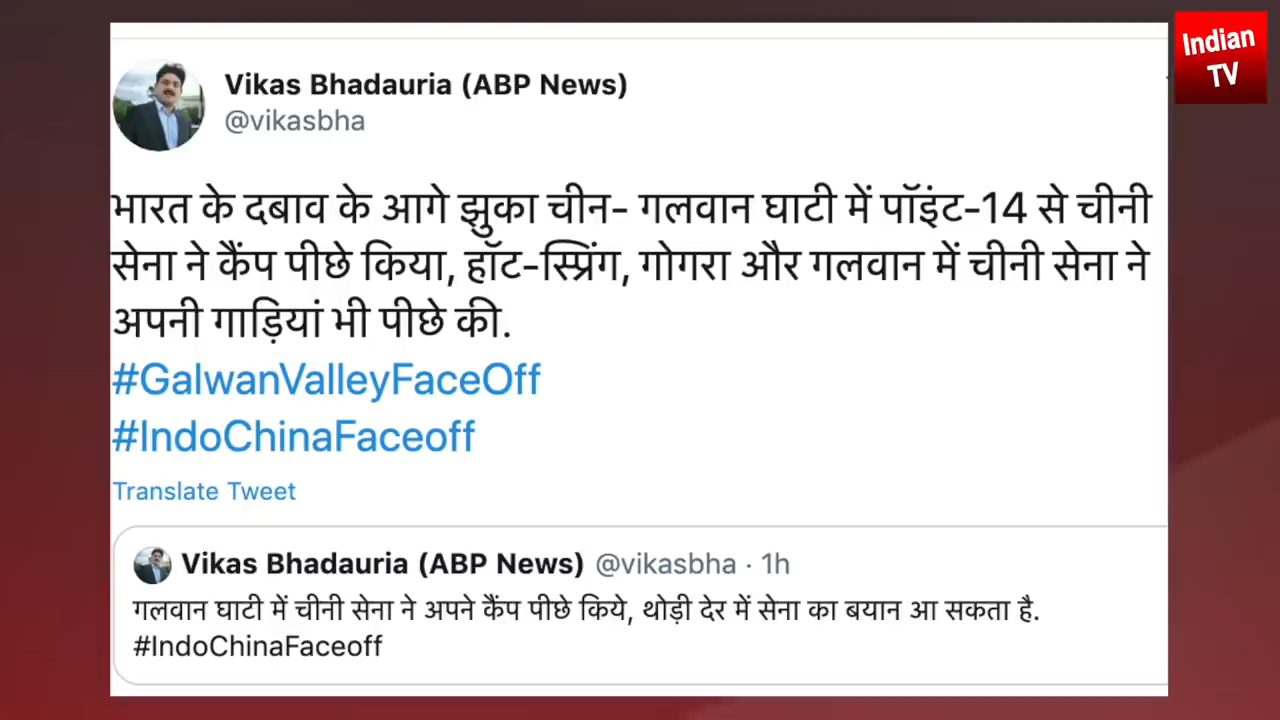 Indian
TV
Vikas Bhadauria (ABP News)
@vikasbha
भारत के दबाव के आगे झुका चीन- गलवान घाटी में पॉइंट-14 से चीनी
सेना ने कैंप पीछे किया, हॉट-स्प्रिंग, गोगरा और गलवान में चीनी सेना ने
अपनी गाड़ियां भी पीछे की.
#GalwanValleyFaceOff
#IndoChinaFaceoff
Translate Tweet
Vikas Bhadauria (ABP News) @vikasbha · 1h
गलवान घाटी में चीनी सेना ने अपने कैंप पीछे किये, थोड़ी देर में सेना का बयान आ सकता है.
#IndoChinaFaceoff